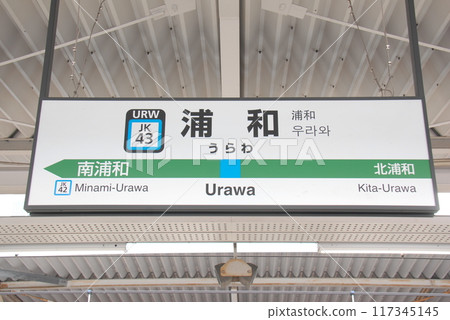 URW
JK
43
浦和
浦和
우라와
うらわ
南浦和
北浦和
JK
42
Minami-Urawa
Urawa
Kita-Urawa
117345145